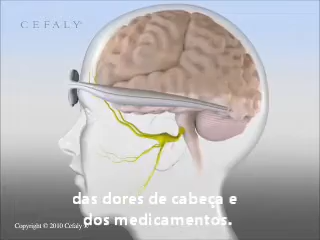 CEFALY®
das dores de cabeça e
dos medicamentos.
Copyright © 2010 Cefaly